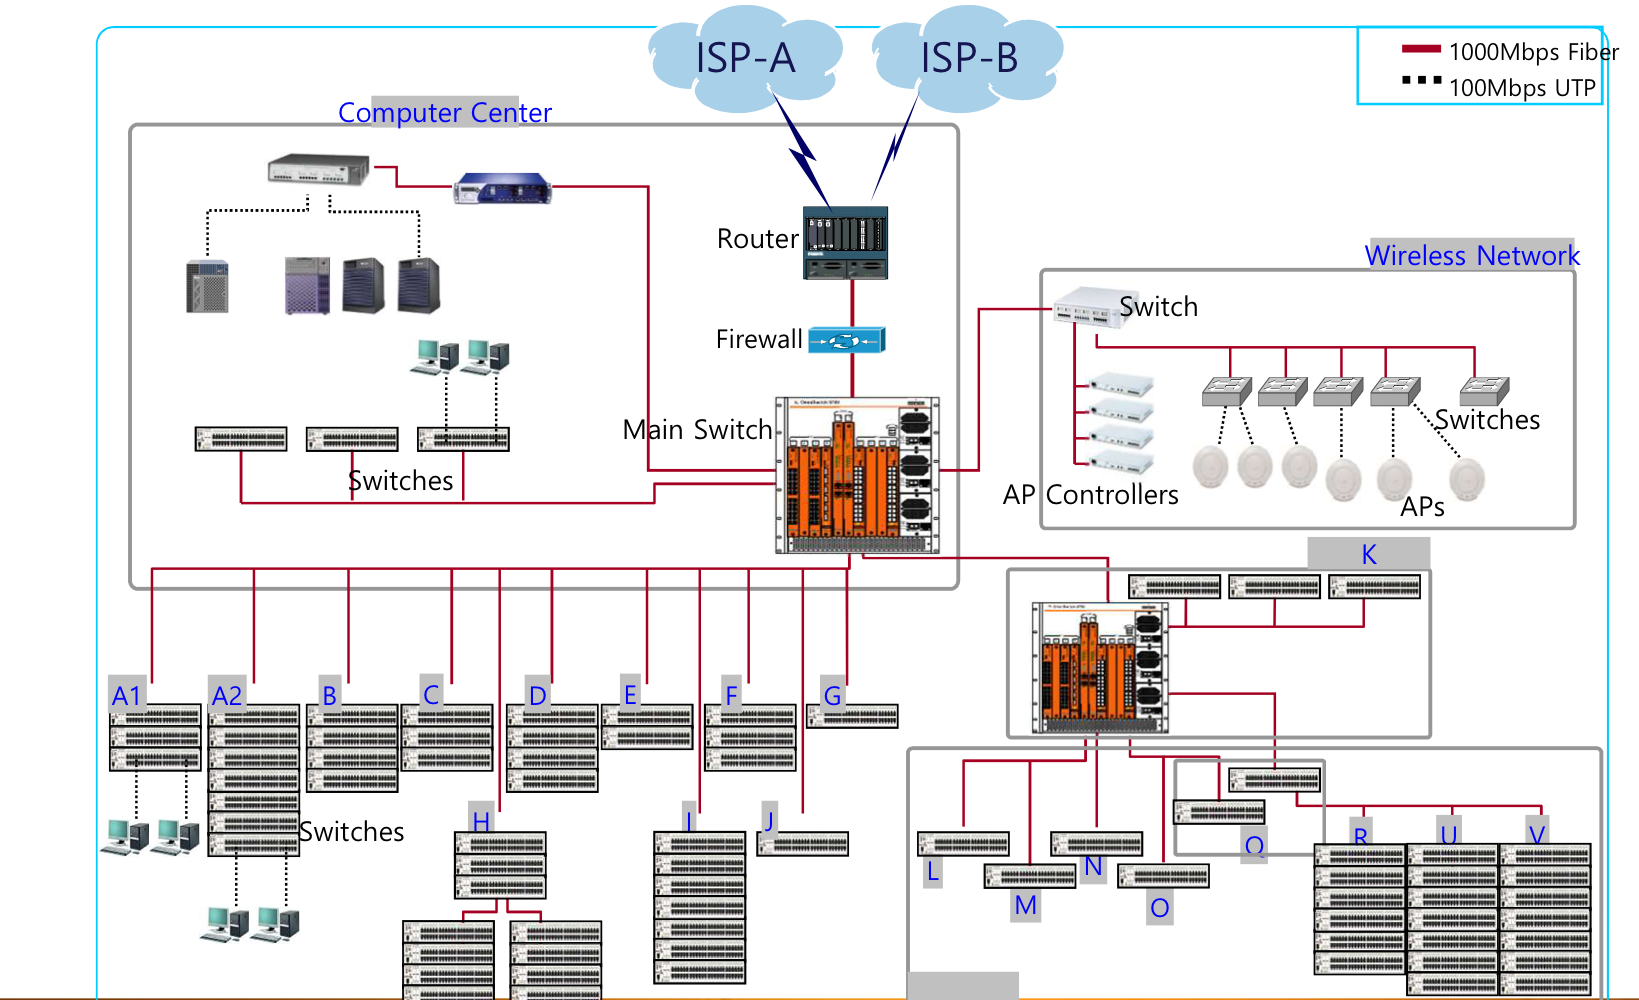 ISP-A
ISP-B
1000Mbps Fiber
100Mbps UTP
Computer Center
Router
Wireless Network
Switch
Firewall
Main Switch
Switches
Switches
AP Controllers
APs
K
A1
A2
B
C
D
E
F
G
Switches
H
I
J
L
M
N
O
Q
R
U
V